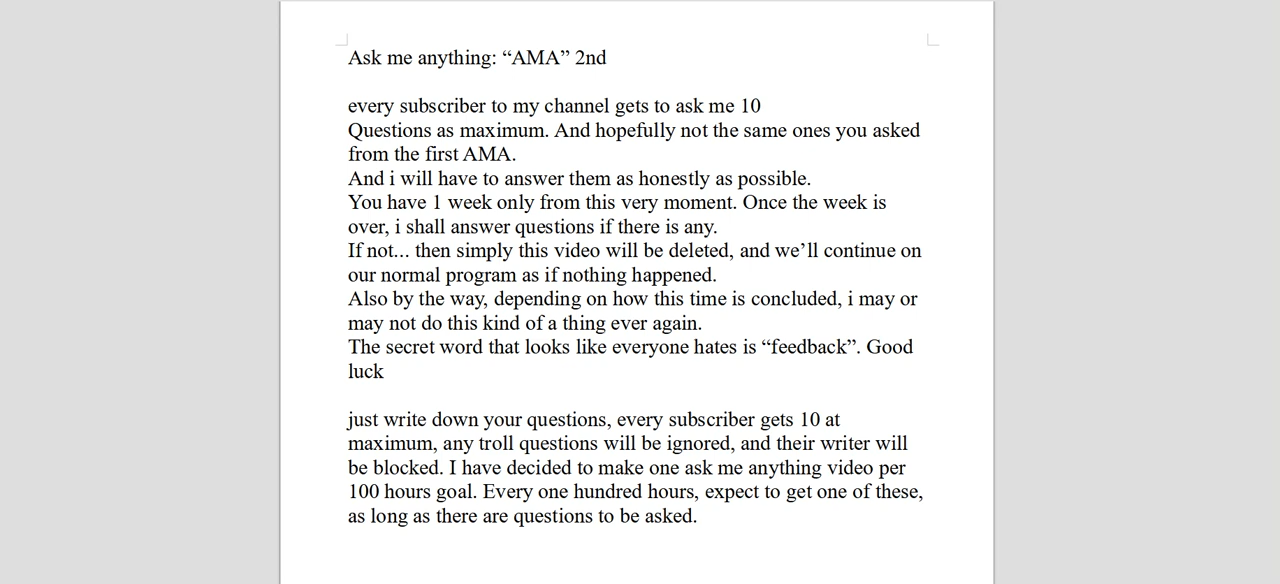 Ask me anything: “AMA” 2nd
every subscriber to my channel gets to ask me 10
Questions as maximum. And hopefully not the same ones you asked
from the first AMA.
And i will have to answer them as honestly as possible.
You have 1 week only from this very moment. Once the week is
over, i shall answer questions if there is any.
If not... then simply this video will be deleted, and we’ll continue on
our normal program as if nothing happened.
Also by the way, depending on how this time is concluded, i may or
may not do this kind of a thing ever again.
The secret word that looks like everyone hates is “feedback”. Good
luck
just write down your questions, every subscriber gets 10 at
maximum, any troll questions will be ignored, and their writer will
be blocked. I have decided to make one ask me anything video per
100 hours goal. Every one hundred hours, expect to get one of these,
as long as there are questions to be asked.